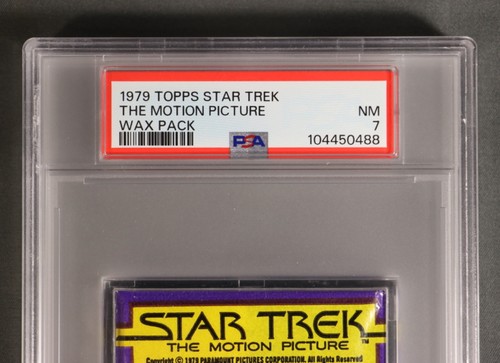 1979 TOPPS STAR TREK
THE MOTION PICTURE NM
WAX PACK 7
PSA 104450488
STAR TREK™
THE MOTION PICTURE
Copyright © 1979 PARAMOUNT PICTURES CORPORATION. All Rights Reserved